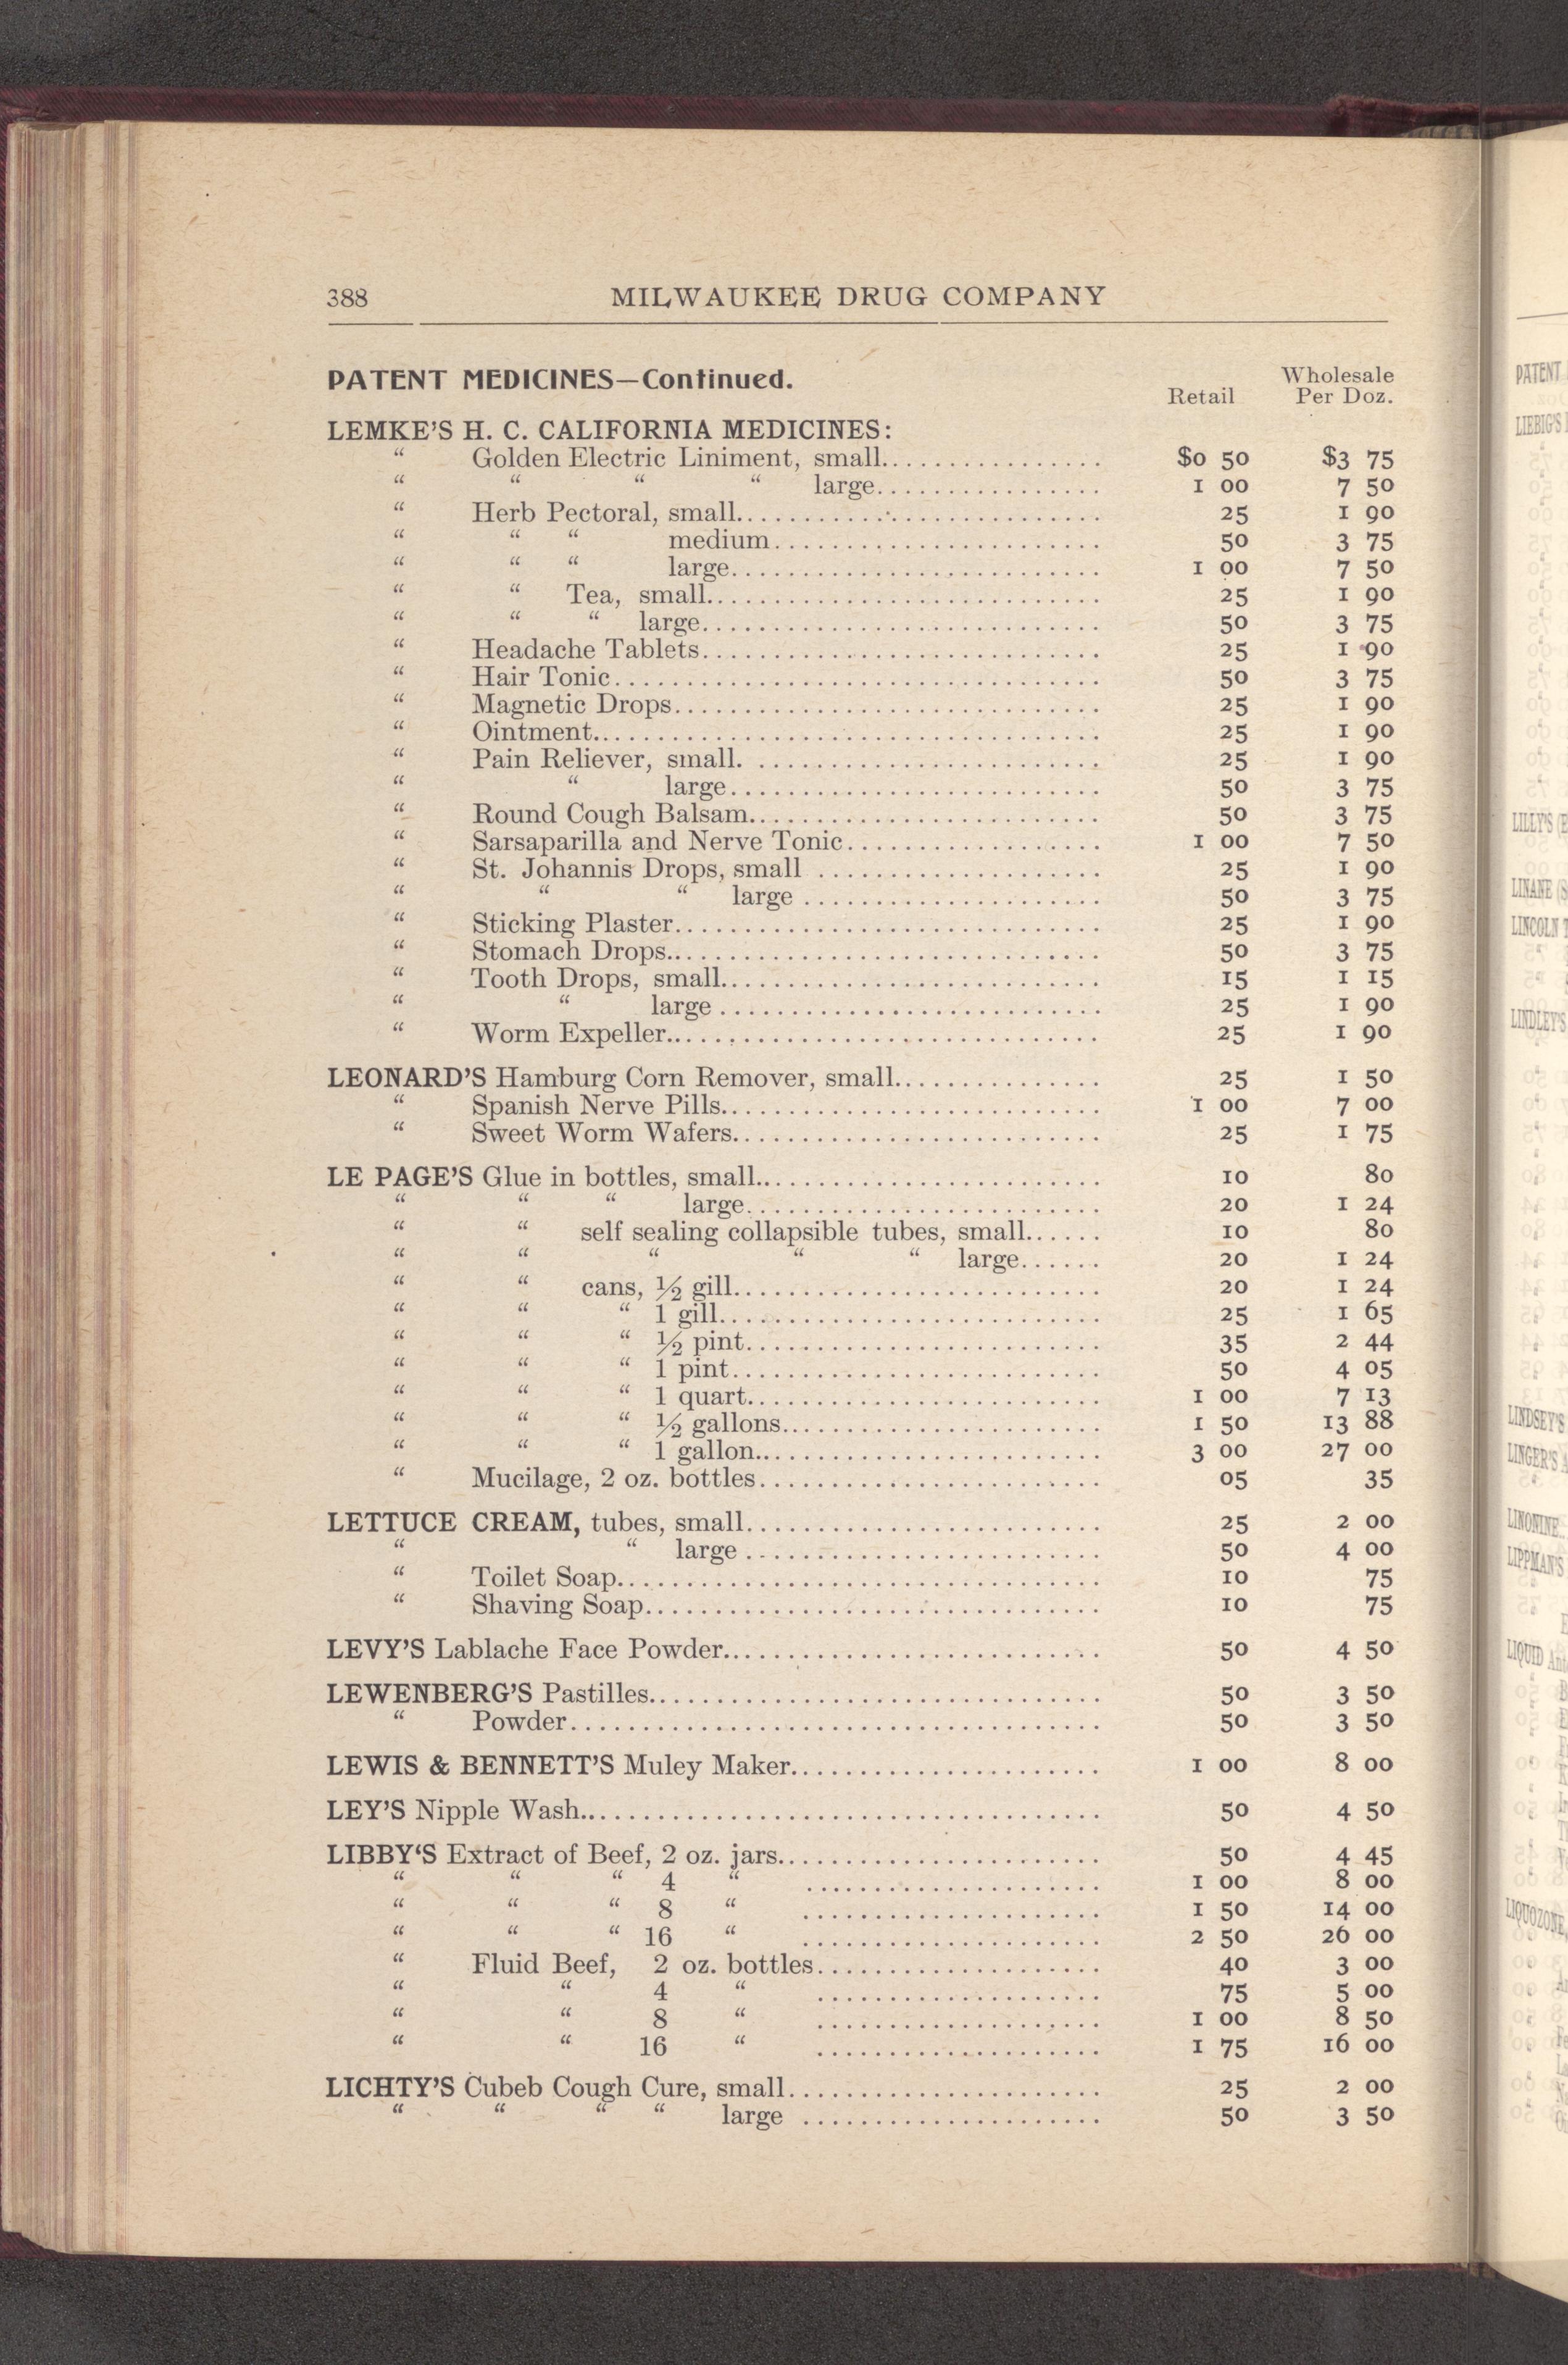 388 MILWAUKEE DRUG COMPANY
PATENT MEDICINES—Continued.
Retail Wholesale Per Doz.
LEMKE'S H. C. CALIFORNIA MEDICINES:
“ Golden Electric Liniment, small................ $0 50 $3 75
“ “ “ “ large................ 1 00 7 50
“ Herb Pectoral, small................ 25 1 90
“ “ “ medium................ 50 3 75
“ “ “ large................ 1 00 7 50
“ “ Tea, small................ 25 1 90
“ “ “ large................ 50 3 75
“ Headache Tablets................ 25 1 90
“ Hair Tonic................ 50 3 75
“ Magnetic Drops................ 25 1 90
“ Ointment................ 25 1 90
“ Pain Reliever, small................ 25 1 90
“ “ large................ 50 3 75
“ Round Cough Balsam................ 50 3 75
“ Sarsaparilla and Nerve Tonic................ 1 00 7 50
“ St. Johannis Drops, small ................ 25 1 90
“ “ “ large ................ 50 3 75
“ Sticking Plaster................ 25 1 90
“ Stomach Drops................ 50 3 75
“ Tooth Drops, small................ 15 1 15
“ “ large ................ 25 1 90
“ Worm Expeller................ 25 1 90
LEONARD'S Hamburg Corn Remover, small................ 25 1 50
“ Spanish Nerve Pills................ 1 00 7 00
“ Sweet Worm Wafers................ 25 1 75
LE PAGE'S Glue in bottles, small................ 10 80
“ “ “ large................ 20 1 24
“ “ self sealing collapsible tubes, small...... 10 80
“ “ “ “ “ large...... 20 1 24
“ “ cans, ½ gill................ 20 1 24
“ “ “ 1 gill................ 25 1 65
“ “ “ ½ pint................ 35 2 44
“ “ “ 1 pint................ 50 4 05
“ “ “ 1 quart................ 1 00 7 13
“ “ “ ½ gallons................ 1 50 13 88
“ “ “ 1 gallon................ 3 00 27 00
“ Mucilage, 2 oz. bottles................ 05 35
LETTUCE CREAM, tubes, small................ 25 2 00
“ “ large ................ 50 4 00
“ Toilet Soap................ 10 75
“ Shaving Soap................ 10 75
LEVY'S Lablache Face Powder................ 50 4 50
LEWENBERG'S Pastilles................ 50 3 50
“ Powder................ 50 3 50
LEWIS & BENNETT'S Muley Maker................ 1 00 8 00
LEY'S Nipple Wash................ 50 4 50
LIBBY‘S Extract of Beef, 2 oz. jars................ 50 4 45
“ “ “ 4 “ ................ 1 00 8 00
“ “ “ 8 “ ................ 1 50 14 00
“ “ “ 16 “ ................ 2 50 26 00
“ Fluid Beef, 2 oz. bottles................ 40 3 00
“ “ 4 “ ................ 75 5 00
“ “ 8 “ ................ 1 00 8 50
“ “ 16 “ ................ 1 75 16 00
LICHTY'S Cubeb Cough Cure, small................ 25 2 00
“ “ “ “ large ................ 50 3 50
PATENT
LIEBIG'S
LILLY'S
LINANE
LINCOLN
LINDLEY'S
LINDSEY'S
LINGER'S
LINONINE
LIPPMAN'S
LIQUID
LIQUOZONE